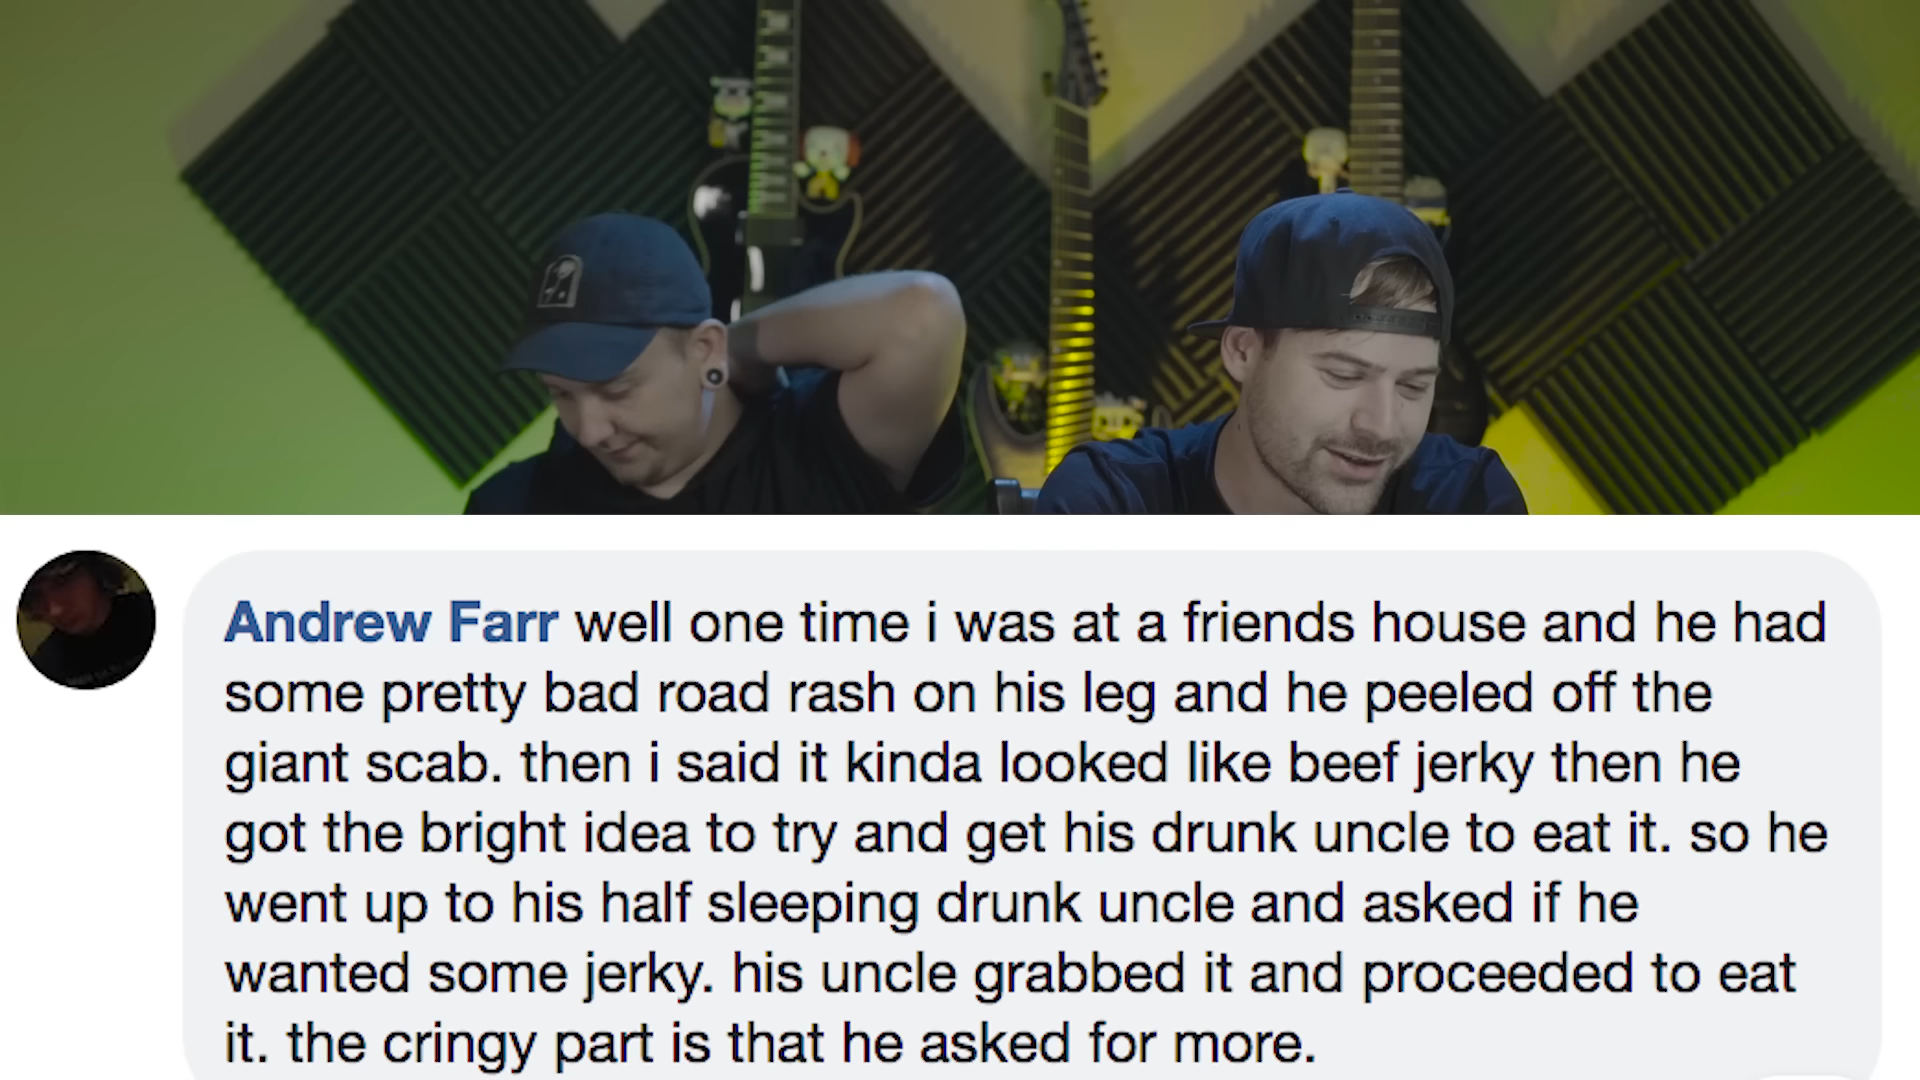 Andrew Farr well one time i was at a friends house and he had
some pretty bad road rash on his leg and he peeled off the
giant scab. then i said it kinda looked like beef jerky then he
got the bright idea to try and get his drunk uncle to eat it. so he
went up to his half sleeping drunk uncle and asked if he
wanted some jerky. his uncle grabbed it and proceeded to eat
it. the cringy part is that he asked for more.